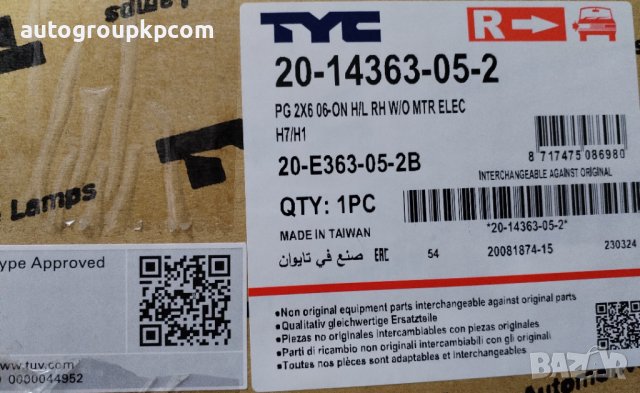 autogroupkpcom
TYC
R
20-14363-05-2
PG 2X6 06-ON H/L RH W/O MTR ELEC
H7/H1
8 717475 086980
20-E363-05-2B
INTERCHANGEABLE AGAINST ORIGINAL
QTY: 1PC
*20-14363-05-2*
MADE IN TAIWAN
صنع في تايوان EAC 54 20081874-15 230324
Lamps
ype Approved
www.tuv.com
0000044952
•Non original equipment parts interchangeable against original parts
•Qualitativ gleichwertige Ersatzteile
•Piezas no originales intercambiables con piezas originales
•Parti di ricambio non originali intercambiabili con gli originali
•Toutes nos pièces sont adaptables et interchangeables
Automotive
BAZAR